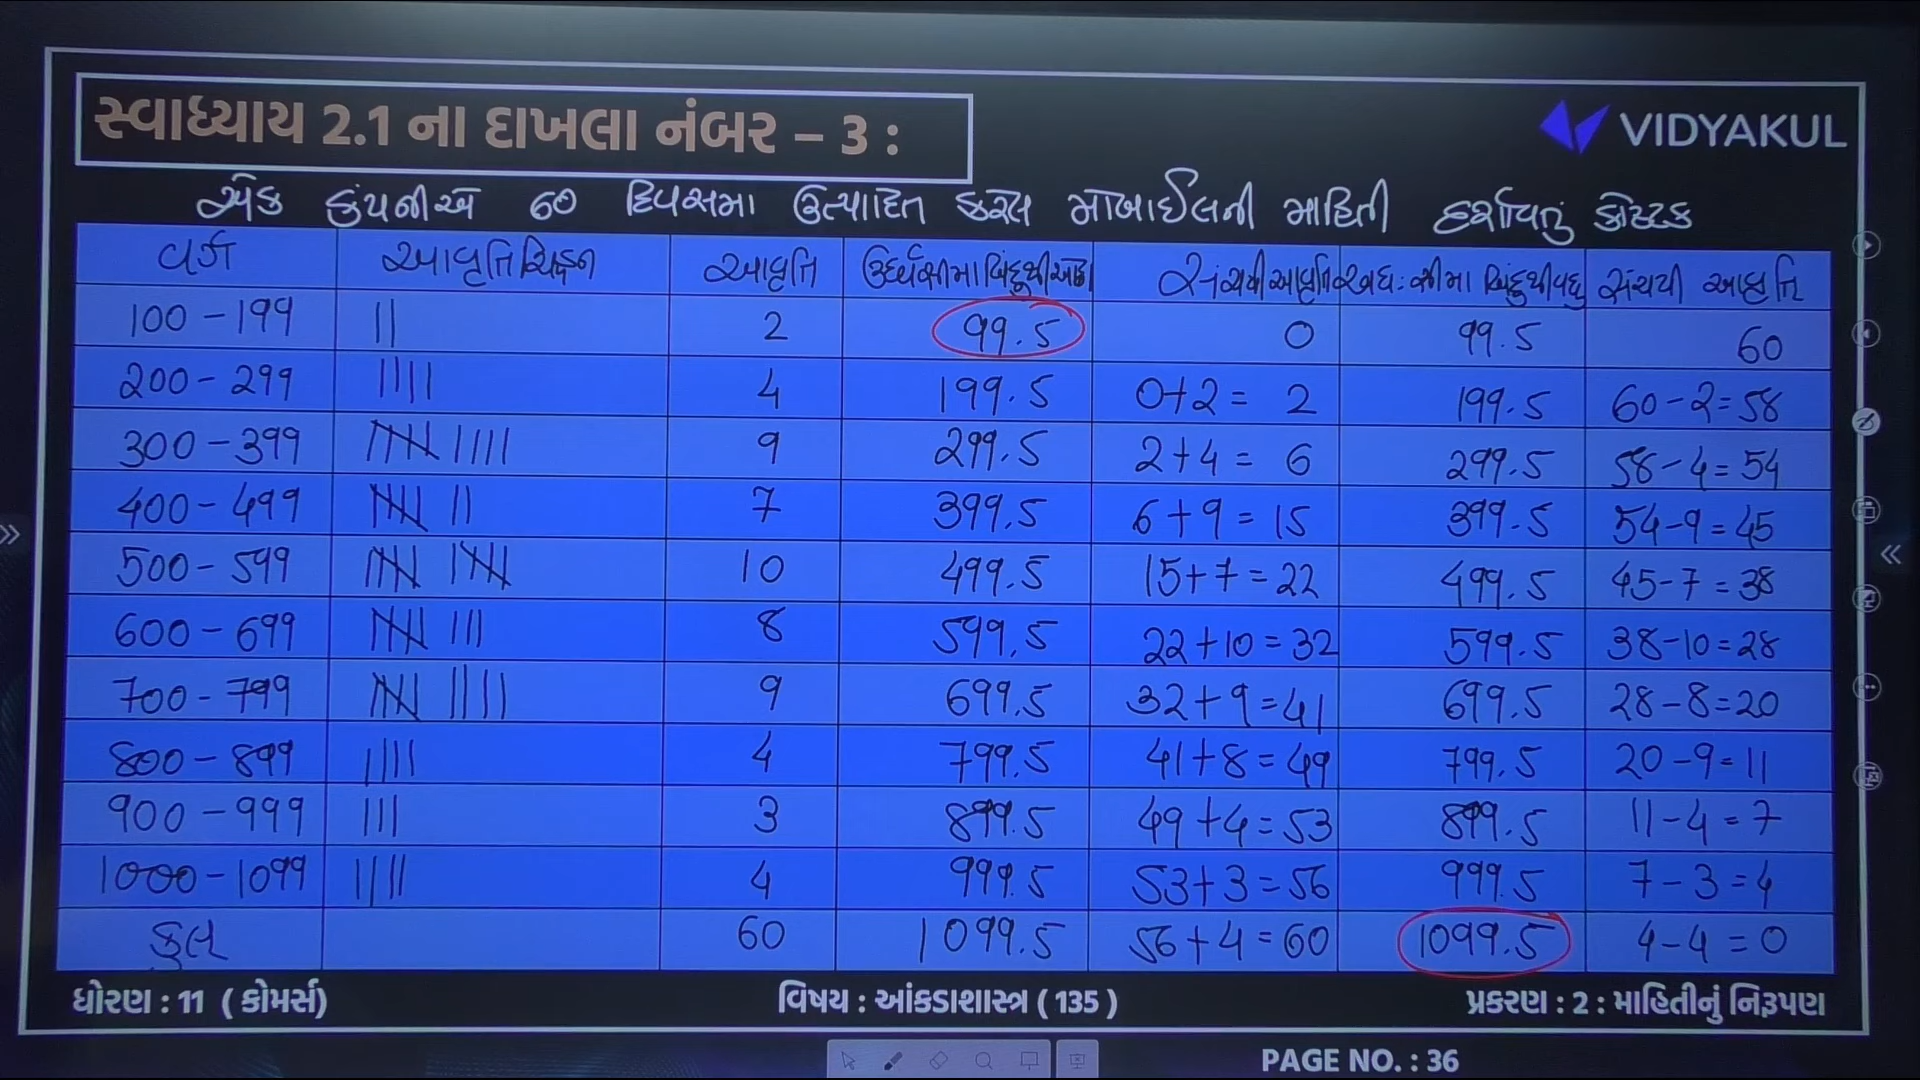 સ્વાધ્યાય 2.1 ના દાખલા નંબર – 3 :
VIDYAKUL
એક કંપનીએ 60 દિવસમા ઉત્પાદિત કરેલ મોબાઈલની માહિતી દર્શાવતું કોષ્ટક
વર્ગ આવૃત્તિ ચિહ્ન આવૃત્તિ ઉર્ધ્વસીમા બિંદુથી ઓછા સંચયી આવૃત્તિ અધ: સીમા બિંદુથી વધુ સંચયી આવૃત્તિ
100 - 199 || 2 99.5 0 99.5 60
200 - 299 |||| 4 199.5 0+2 = 2 199.5 60-2=58
300 - 399 |||| |||| 9 299.5 2+4 = 6 299.5 58-4=54
400 - 499 |||| || 7 399.5 6+9 = 15 399.5 54-9=45
500 - 599 |||| |||| 10 499.5 15+7=22 499.5 45-7=38
600 - 699 |||| ||| 8 599.5 22+10=32 599.5 38-10=28
700 - 799 |||| |||| 9 699.5 32+9=41 699.5 28-8=20
800 - 899 |||| 4 799.5 41+8=49 799.5 20-9=11
900 - 999 ||| 3 899.5 49+4=53 899.5 11-4=7
1000-1099 |||| 4 999.5 53+3=56 999.5 7-3=4
કુલ 60 1099.5 56+4=60 1099.5 4-4=0
ધોરણ : 11 ( કોમર્સ) વિષય : આંકડાશાસ્ત્ર ( 135 ) પ્રકરણ : 2 : માહિતીનું નિરૂપણ
PAGE NO. : 36